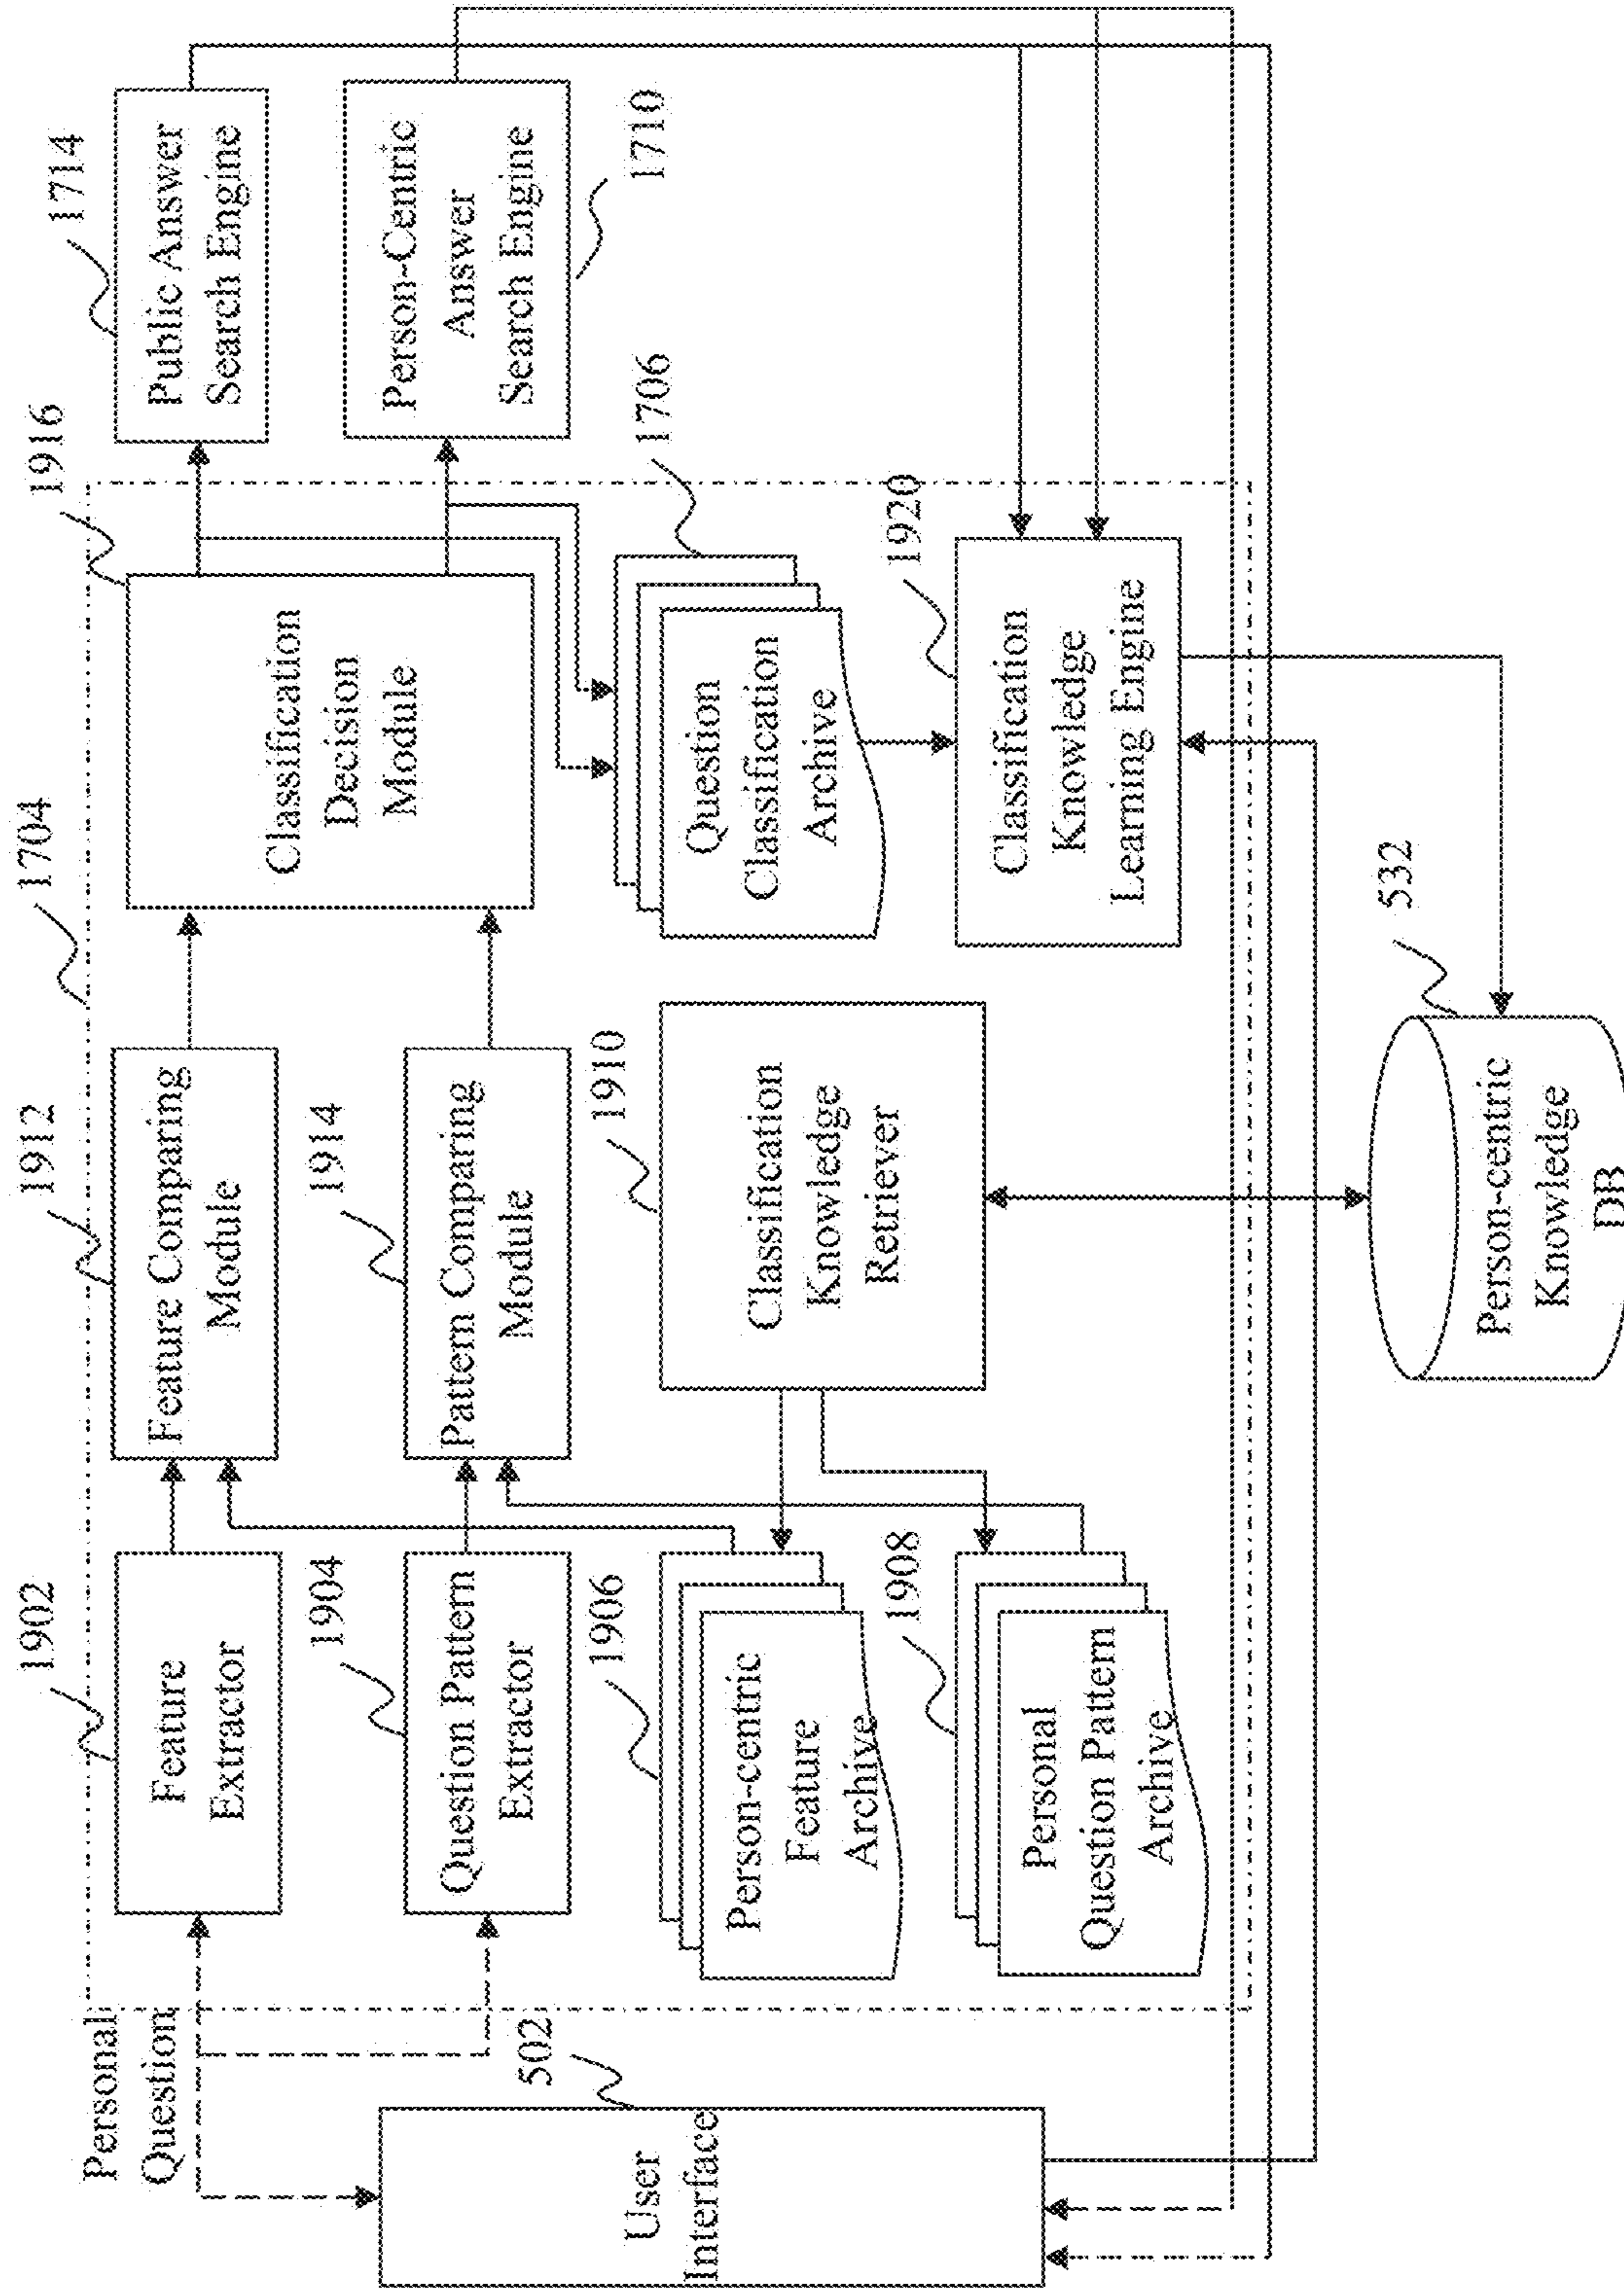 Personal
Question
502
User
Interface
1704
1902
Feature
Extractor
1904
Question Pattern
Extractor
1906
Person-centric
Feature
Archive
1908
Personal
Question Pattern
Archive
1912
Feature Comparing
Module
1914
Pattern Comparing
Module
1910
Classification
Knowledge
Retriever
1916
Classification
Decision
Module
1706
Question
Classification
Archive
1920
Classification
Knowledge
Learning Engine
1714
Public Answer
Search Engine
Person-Centric
Answer
Search Engine
1710
532
Person-centric
Knowledge
DB